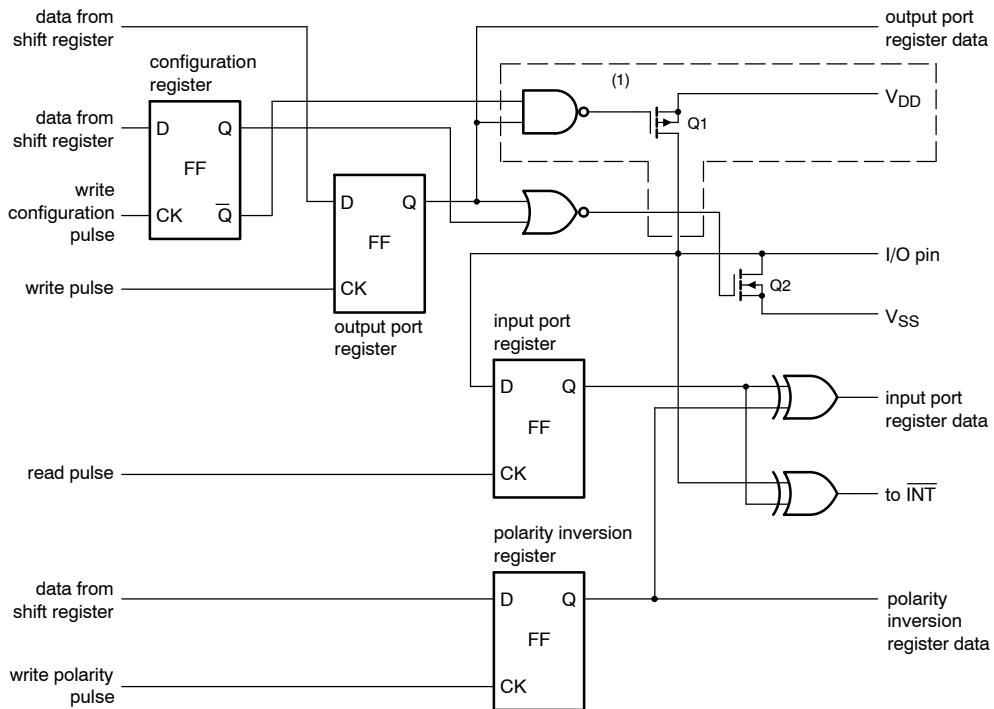 data from
shift register
output port
register data
configuration
register
(1)
V_DD
Q1
data from
shift register
D
Q
FF
write
configuration
pulse
CK
Q̅
D
Q
FF
CK
write pulse
output port
register
I/O pin
Q2
V_SS
input port
register
D
Q
FF
CK
input port
register data
read pulse
to I̅N̅T̅
polarity inversion
register
data from
shift register
D
Q
FF
CK
polarity
inversion
register data
write polarity
pulse